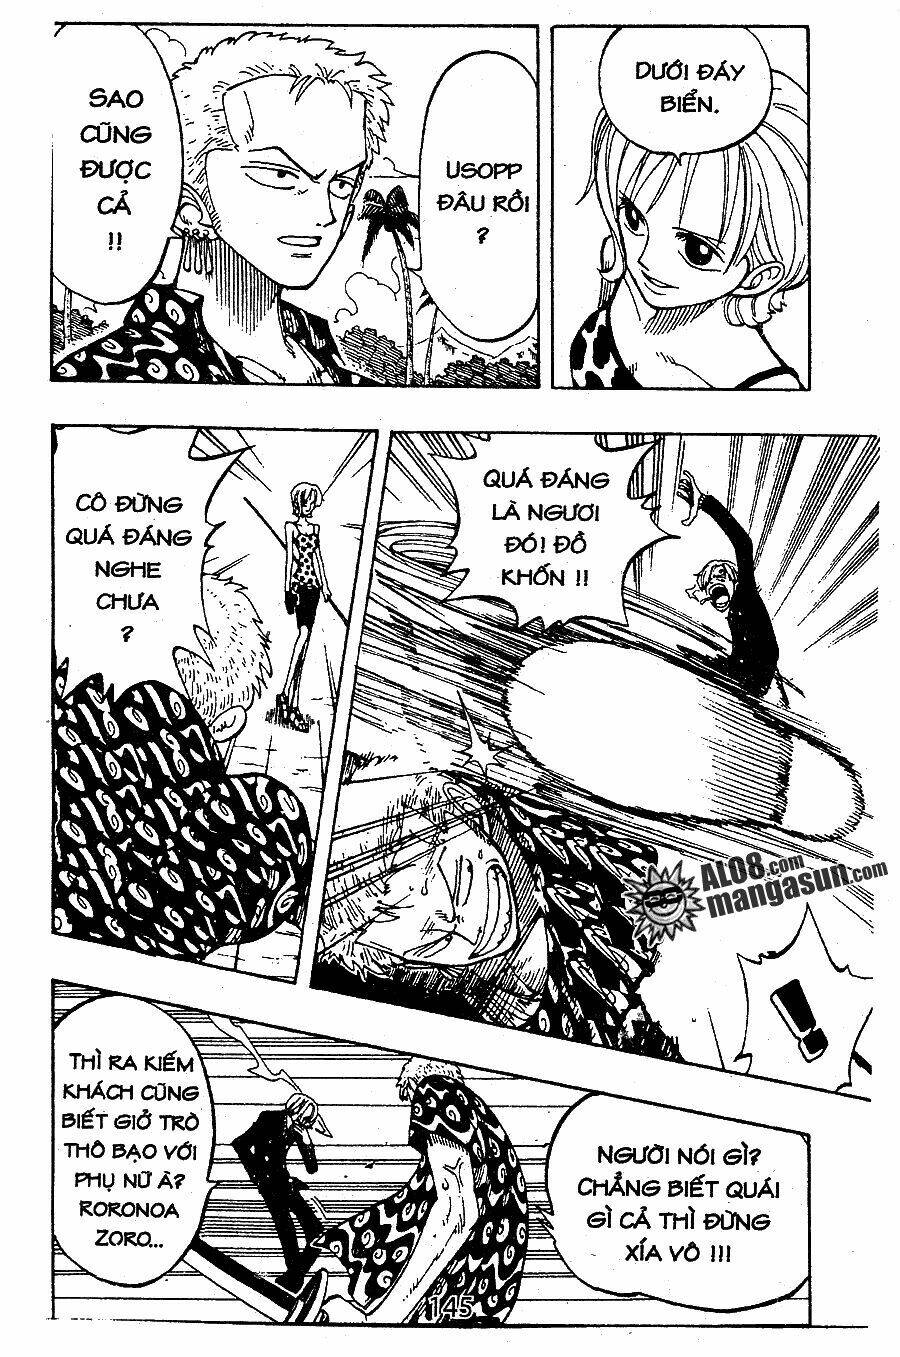 SAO
CŨNG
ĐƯỢC
CẢ
!!
USOPP
ĐÂU RỒI
?
DƯỚI ĐÁY
BIỂN.
CÔ ĐỪNG
QUÁ ĐÁNG
NGHE
CHƯA
?
QUÁ ĐÁNG
LÀ NGƯƠI
ĐÓ! ĐỒ
KHỐN !!
AL08.com
mangasun.com
!
THÌ RA KIẾM
KHÁCH CŨNG
BIẾT GIỞ TRÒ
THÔ BẠO VỚI
PHỤ NỮ À?
RORONOA
ZORO...
NGƯỜI NÓI GÌ?
CHẲNG BIẾT QUÁI
GÌ CẢ THÌ ĐỪNG
XÍA VÔ !!!
145